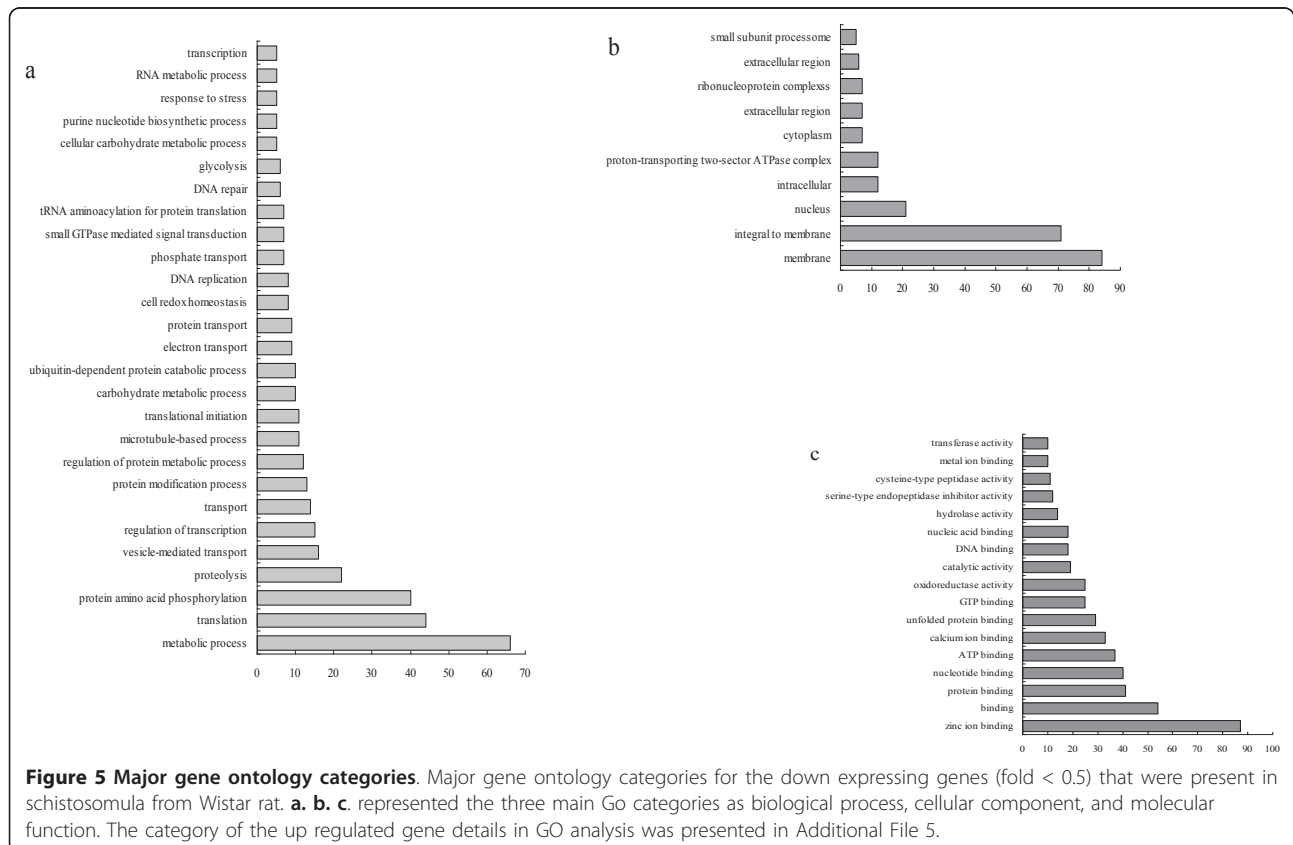 a
transcription
RNA metabolic process
response to stress
purine nucleotide biosynthetic process
cellular carbohydrate metabolic process
glycolysis
DNA repair
tRNA aminoacylation for protein translation
small GTPase mediated signal transduction
phosphate transport
DNA replication
cell redox homeostasis
protein transport
electron transport
ubiquitin-dependent protein catabolic process
carbohydrate metabolic process
translational initiation
microtubule-based process
regulation of protein metabolic process
protein modification process
transport
regulation of transcription
vesicle-mediated transport
proteolysis
protein amino acid phosphorylation
translation
metabolic process
0 10 20 30 40 50 60 70
b
small subunit processome
extracellular region
ribonucleoprotein complexss
extracellular region
cytoplasm
proton-transporting two-sector ATPase complex
intracellular
nucleus
integral to membrane
membrane
0 10 20 30 40 50 60 70 80 90
c
transferase activity
metal ion binding
cysteine-type peptidase activity
serine-type endopeptidase inhibitor activity
hydrolase activity
nucleic acid binding
DNA binding
catalytic activity
oxidoreductase activity
GTP binding
unfolded protein binding
calcium ion binding
ATP binding
nucleotide binding
protein binding
binding
zinc ion binding
0 10 20 30 40 50 60 70 80 90 100
Figure 5 Major gene ontology categories. Major gene ontology categories for the down expressing genes (fold < 0.5) that were present in
schistosomula from Wistar rat. a. b. c. represented the three main Go categories as biological process, cellular component, and molecular
function. The category of the up regulated gene details in GO analysis was presented in Additional File 5.